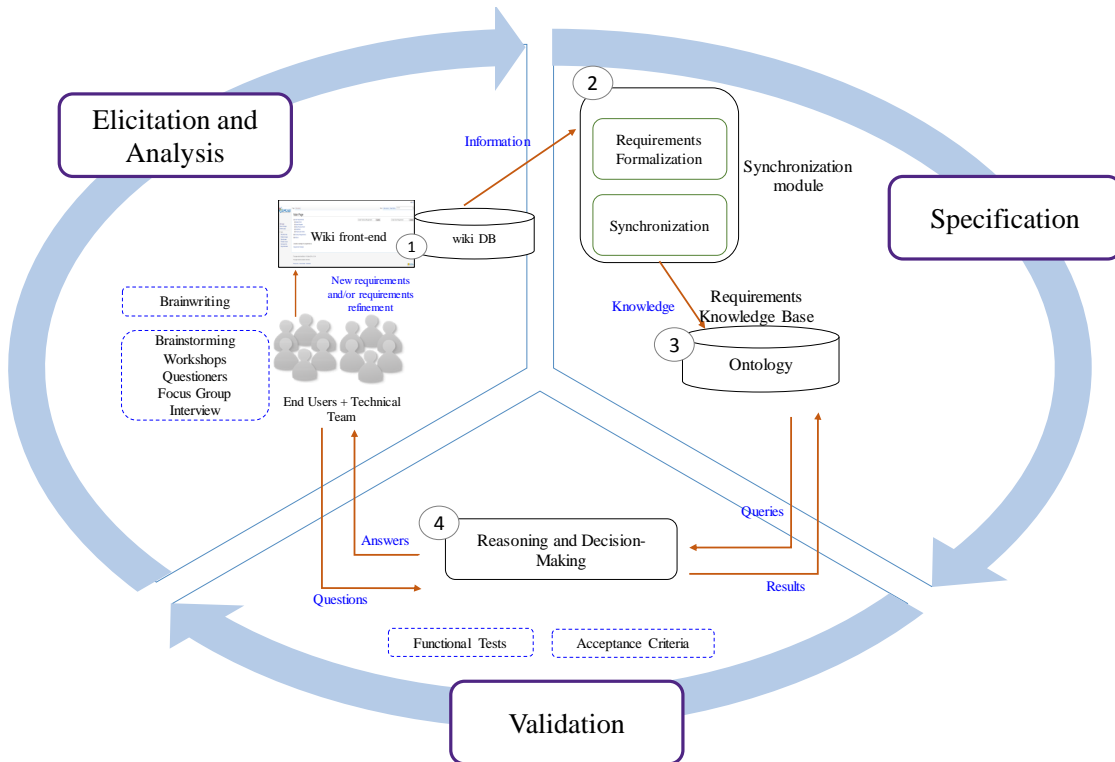 Elicitation and
Analysis
Information
2
Requirements
Formalization
Synchronization
Synchronization
module
Specification
Wiki front-end
1
wiki DB
New requirements
and/or requirements
refinement
Brainwriting
Brainstorming
Workshops
Questioners
Focus Group
Interview
End Users + Technical
Team
Knowledge
Requirements
Knowledge Base
3
Ontology
4
Reasoning and Decision-
Making
Answers
Questions
Queries
Results
Functional Tests
Acceptance Criteria
Validation